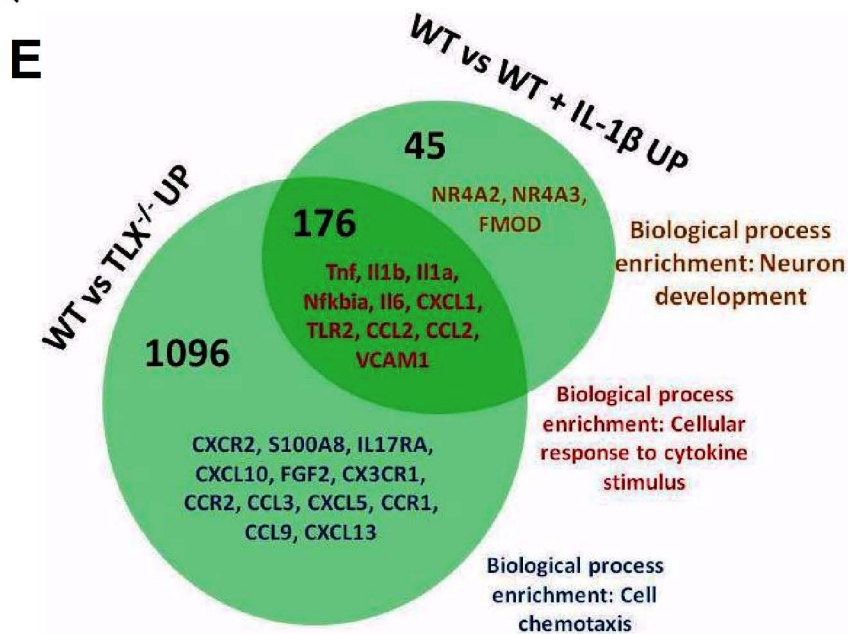 E
WT vs WT + IL-1β UP
WT vs TLX-/- UP
45
NR4A2, NR4A3,
FMOD
Biological process
enrichment: Neuron
development
176
Tnf, Il1b, Il1a,
Nfkbia, Il6, CXCL1,
TLR2, CCL2, CCL2,
VCAM1
Biological process
enrichment: Cellular
response to cytokine
stimulus
1096
CXCR2, S100A8, IL17RA,
CXCL10, FGF2, CX3CR1,
CCR2, CCL3, CXCL5, CCR1,
CCL9, CXCL13
Biological process
enrichment: Cell
chemotaxis